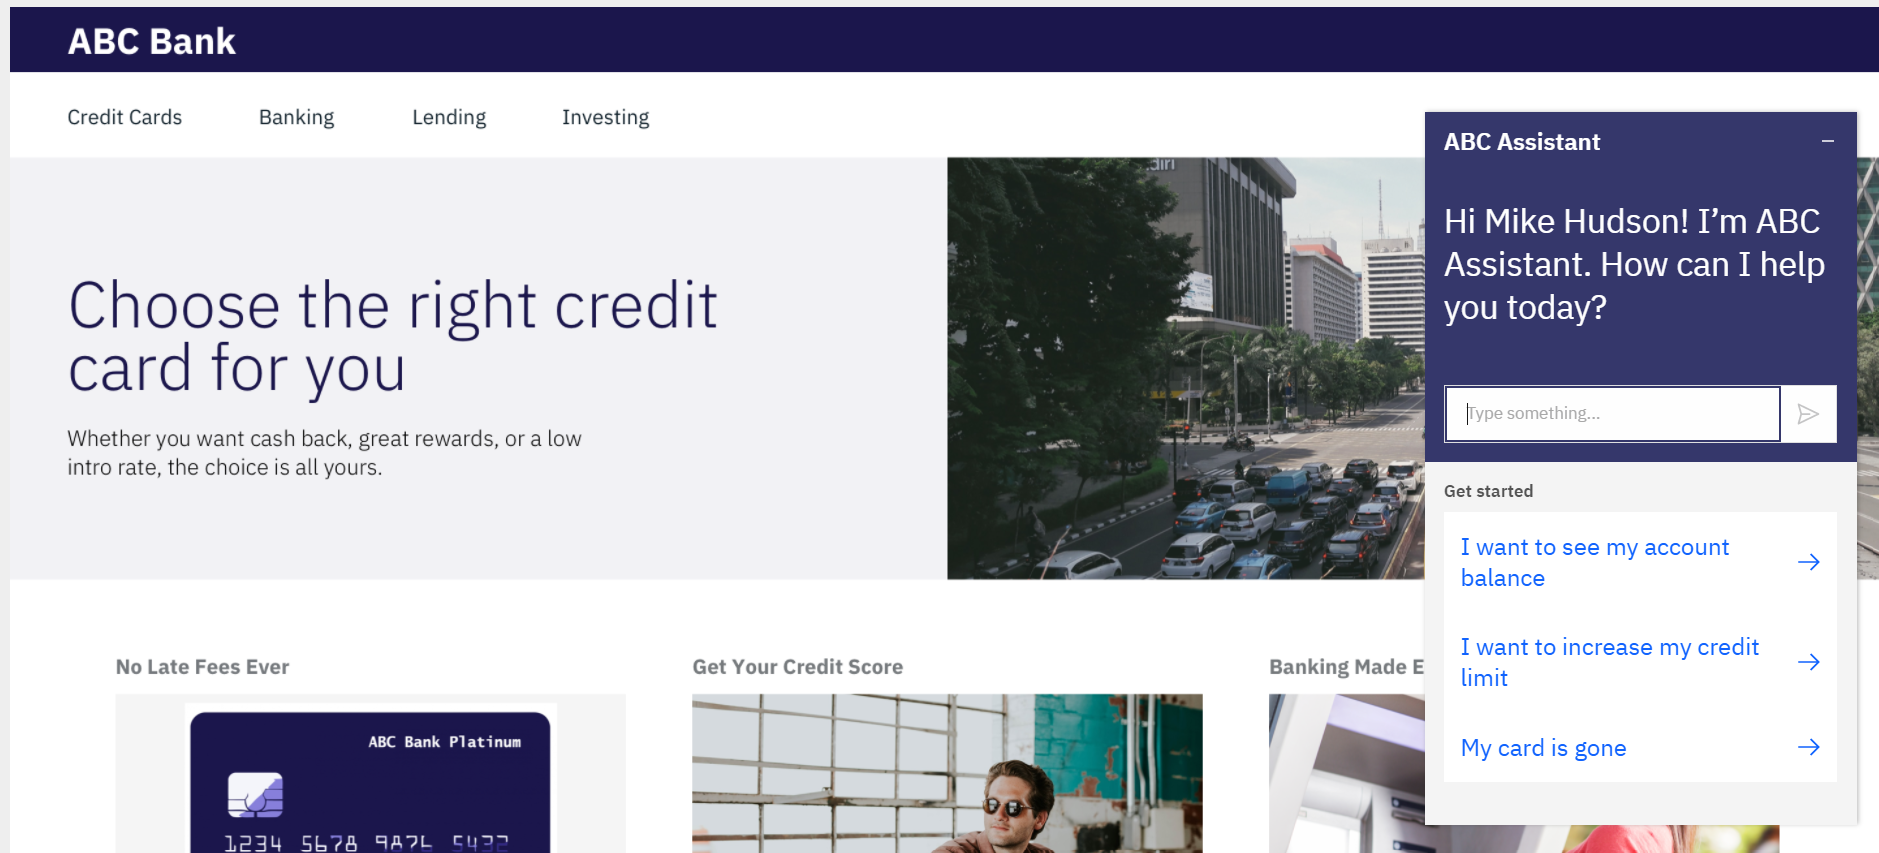 ABC Bank
Credit Cards
Banking
Lending
Investing
Choose the right credit
card for you
Whether you want cash back, great rewards, or a low
intro rate, the choice is all yours.
ABC Assistant
Hi Mike Hudson! I’m ABC
Assistant. How can I help
you today?
Type something...
Get started
I want to see my account
balance
I want to increase my credit
limit
My card is gone
No Late Fees Ever
ABC Bank Platinum
1234 5678 9876 5432
Get Your Credit Score
Banking Made E